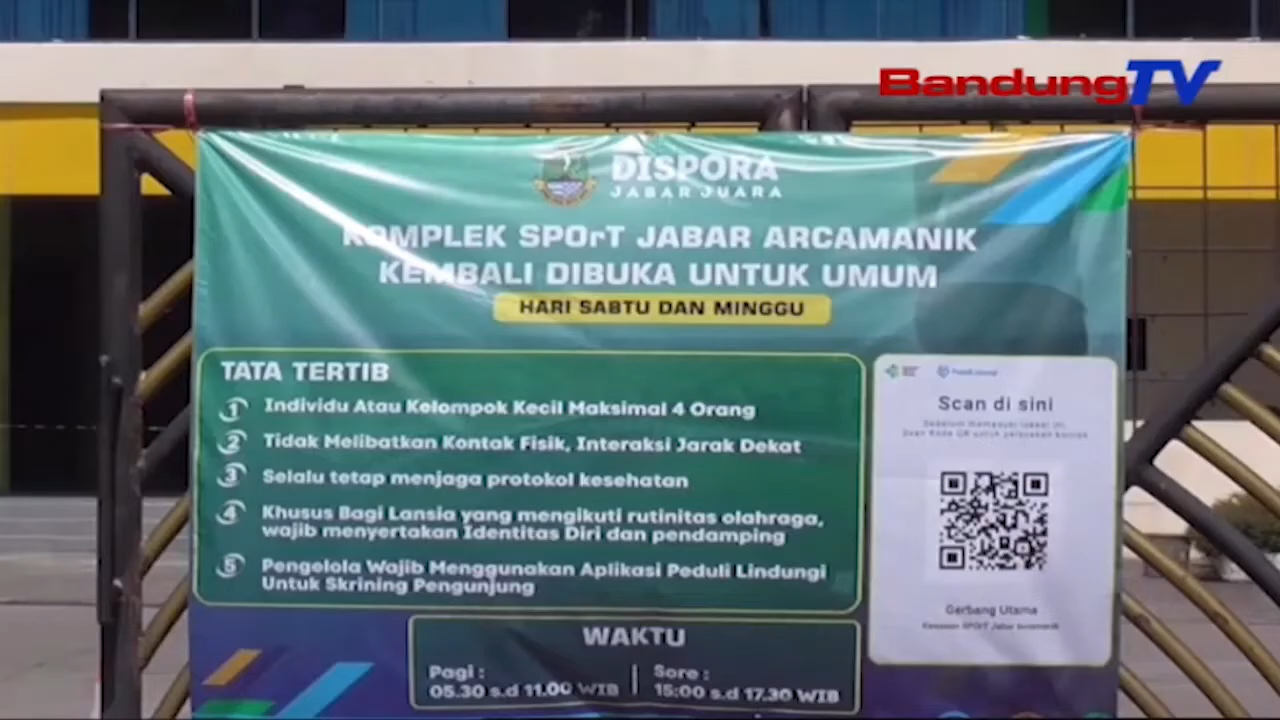 BandungTV
DISPORA
JABAR JUARA
KOMPLEK SPOrT JABAR ARCAMANIK
KEMBALI DIBUKA UNTUK UMUM
HARI SABTU DAN MINGGU
TATA TERTIB
1 Individu Atau Kelompok Kecil Maksimal 4 Orang
2 Tidak Melibatkan Kontak Fisik, Interaksi Jarak Dekat
3 Selalu tetap menjaga protokol kesehatan
4 Khusus Bagi Lansia yang mengikuti rutinitas olahraga,
wajib menyertakan Identitas Diri dan pendamping
5 Pengelola Wajib Menggunakan Aplikasi Peduli Lindungi
Untuk Skrining Pengunjung
Scan di sini
Gerbang Utama
Kawasan SPOrT Jabar Arcamanik
WAKTU
Pagi :
05.30 s.d 11.00 WIB
Sore :
15:00 s.d 17.30 WIB